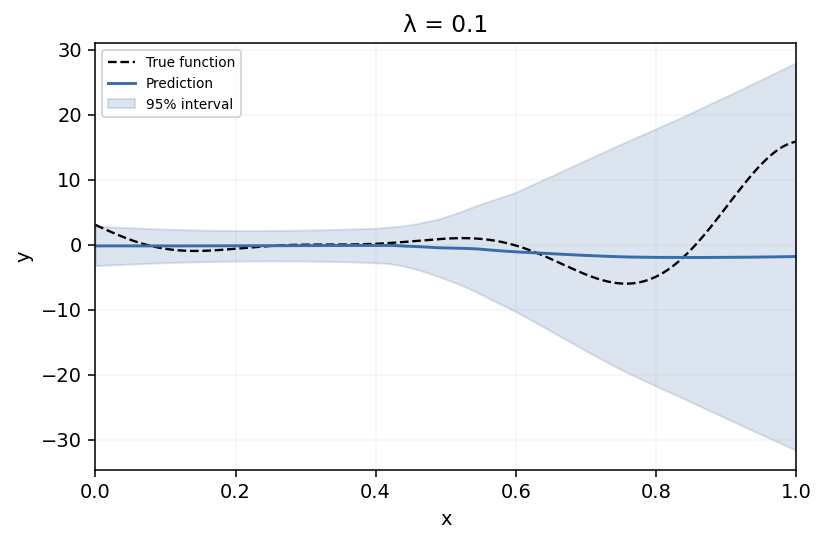 λ = 0.1
True function
Prediction
95% interval
30
20
10
0
−10
−20
−30
y
0.0 0.2 0.4 0.6 0.8 1.0
x